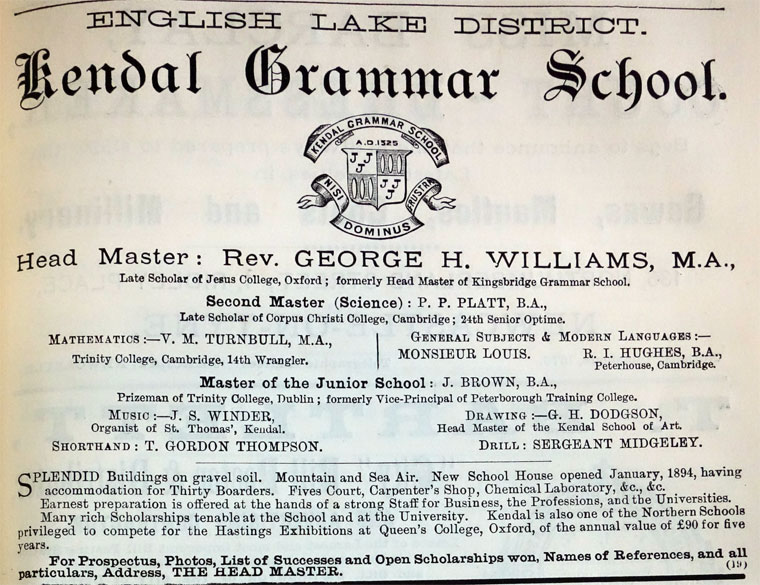 ENGLISH LAKE DISTRICT.
Kendal Grammar School.
KENDAL GRAMMAR SCHOOL
A.D. 1525
J J J
J J J
NISI DOMINUS FRUSTRA
Head Master: Rev. GEORGE H. WILLIAMS, M.A.,
Late Scholar of Jesus College, Oxford; formerly Head Master of Kingsbridge Grammar School.
Second Master (Science): P. P. PLATT, B.A.,
Late Scholar of Corpus Christi College, Cambridge; 24th Senior Optime.
MATHEMATICS:—V. M. TURNBULL, M.A.,
Trinity College, Cambridge, 14th Wrangler.
GENERAL SUBJECTS & MODERN LANGUAGES:—
MONSIEUR LOUIS. R. I. HUGHES, B.A.,
Peterhouse, Cambridge.
Master of the Junior School: J. BROWN, B.A.,
Prizeman of Trinity College, Dublin; formerly Vice-Principal of Peterborough Training College.
MUSIC:—J. S. WINDER,
Organist of St. Thomas', Kendal.
DRAWING:—G. H. DODGSON,
Head Master of the Kendal School of Art.
SHORTHAND: T. GORDON THOMPSON.
DRILL: SERGEANT MIDGELEY.
SPLENDID Buildings on gravel soil. Mountain and Sea Air. New School House opened January, 1894, having
accommodation for Thirty Boarders. Fives Court, Carpenter's Shop, Chemical Laboratory, &c., &c.
Earnest preparation is offered at the hands of a strong Staff for Business, the Professions, and the Universities.
Many rich Scholarships tenable at the School and at the University. Kendal is also one of the Northern Schools
privileged to compete for the Hastings Exhibitions at Queen's College, Oxford, of the annual value of £90 for five
years.
For Prospectus, Photos, List of Successes and Open Scholarships won, Names of References, and all
particulars, Address, THE HEAD MASTER.
(19)